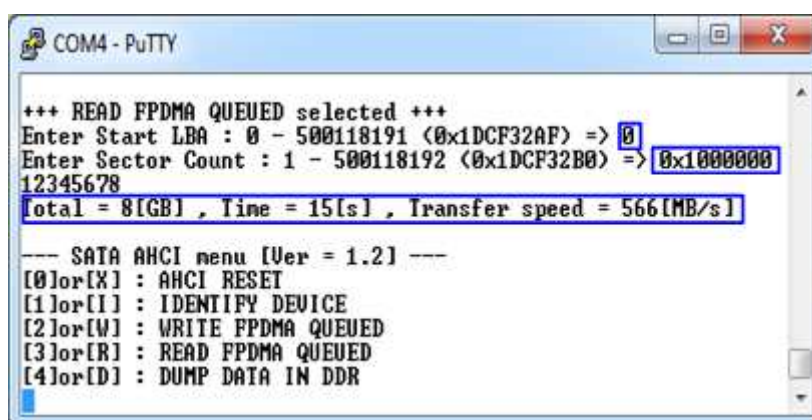 COM4 - PuTTY
+++ READ FPDMA QUEUED selected +++
Enter Start LBA : 0 - 500118191 (0x1DCF32AF) => 0
Enter Sector Count : 1 - 500118192 (0x1DCF32B0) => 0x1000000
12345678
Total = 8[GB] , Time = 15[s] , Transfer speed = 566[MB/s]
--- SATA AHCI menu [Ver = 1.2] ---
[0]or[X] : AHCI RESET
[1]or[I] : IDENTIFY DEVICE
[2]or[W] : WRITE FPDMA QUEUED
[3]or[R] : READ FPDMA QUEUED
[4]or[D] : DUMP DATA IN DDR